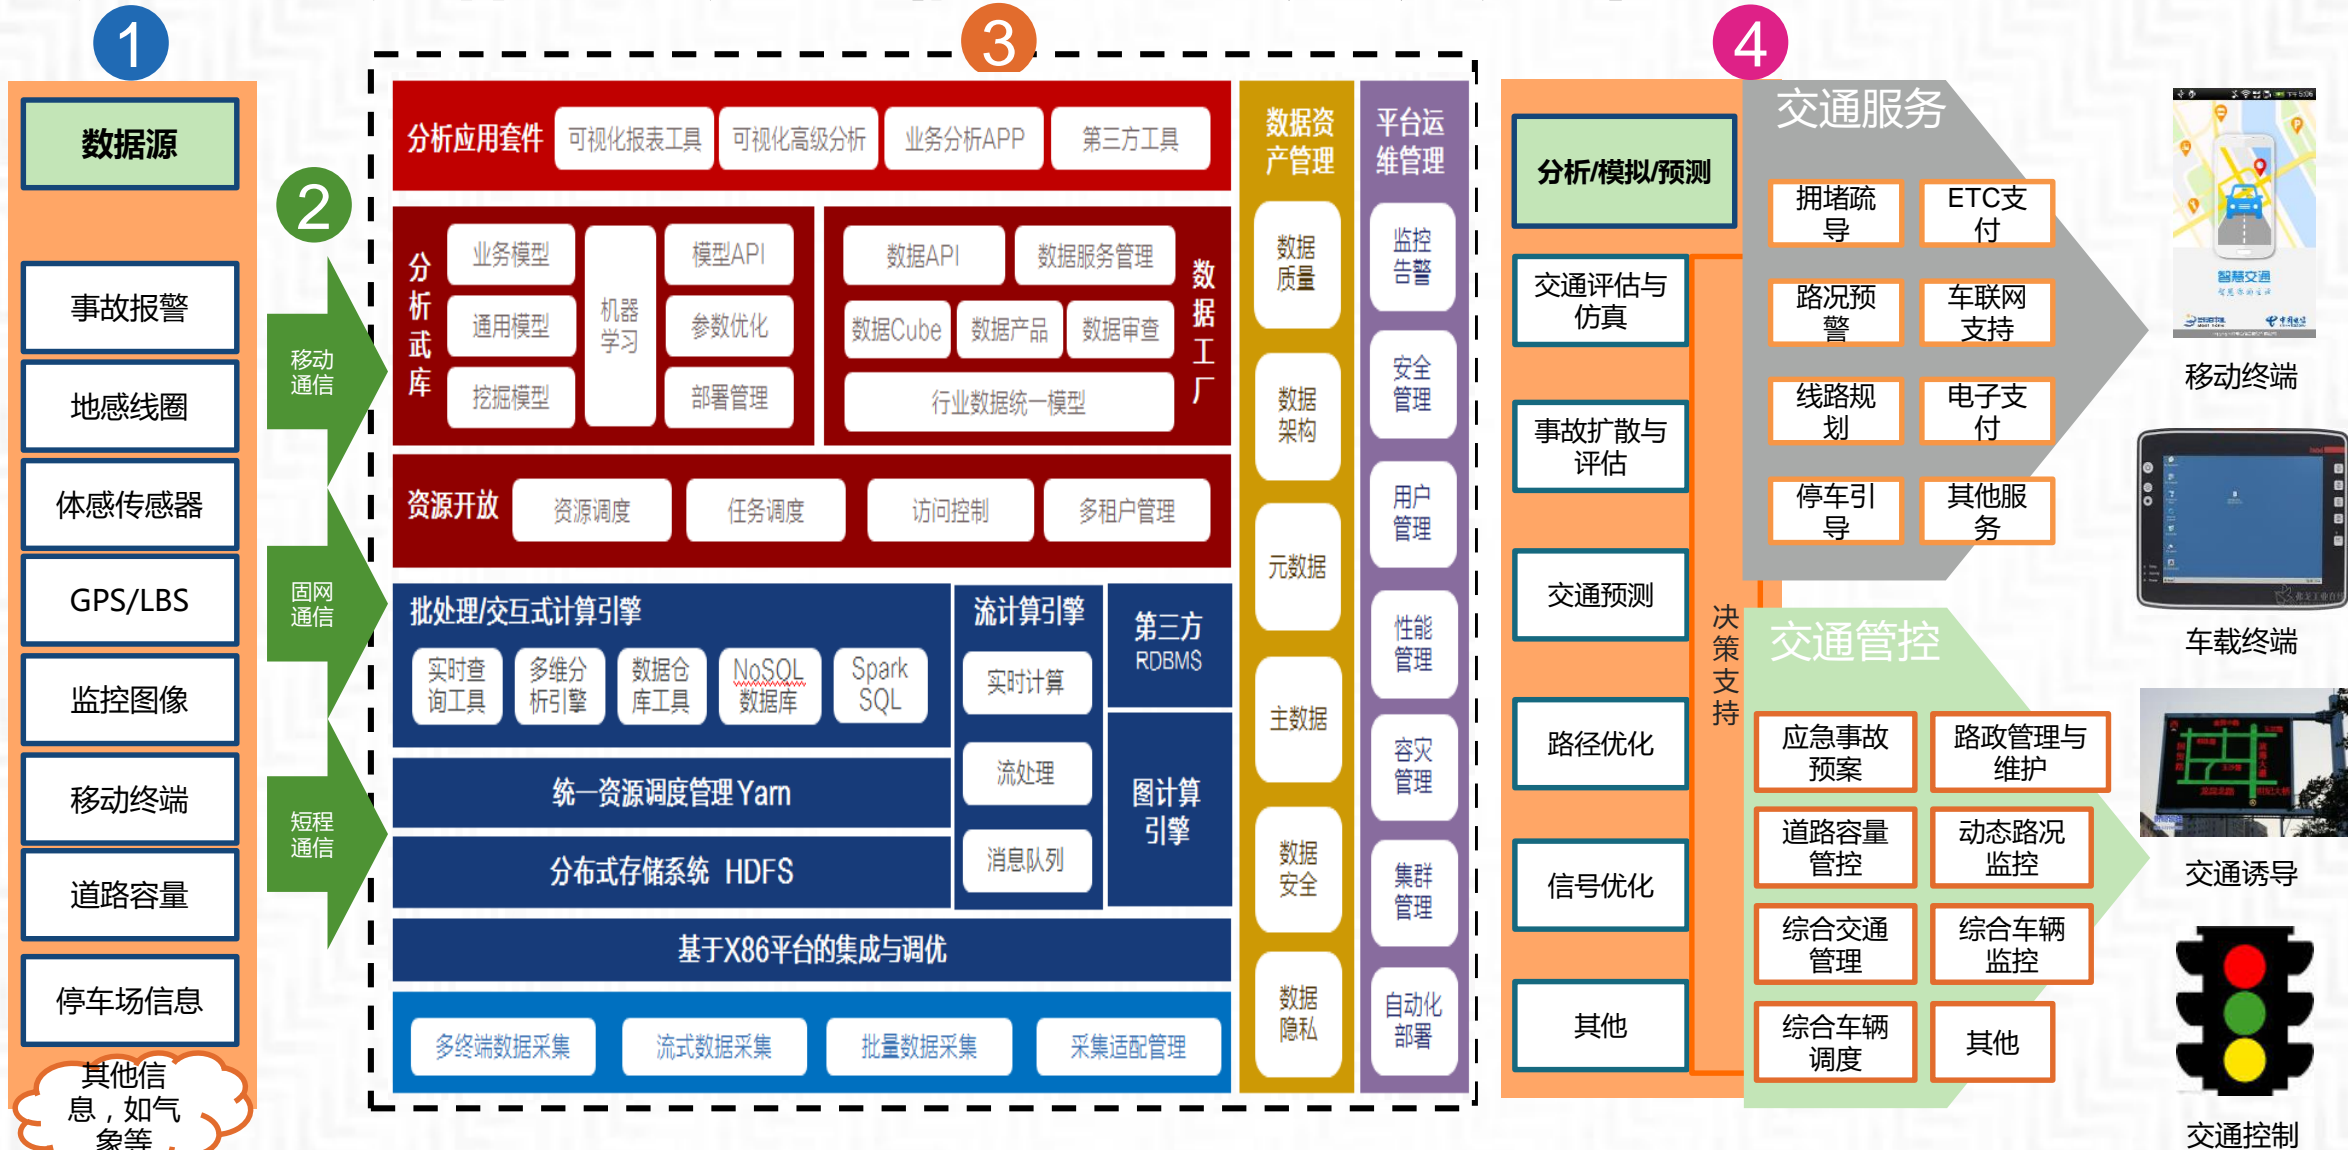 1
数据源
事故报警
地感线圈
体感传感器
GPS/LBS
监控图像
移动终端
道路容量
停车场信息
其他信
息，如气
象等
2
移动
通信
固网
通信
短程
通信
3
分析应用套件
可视化报表工具
可视化高级分析
业务分析APP
第三方工具
分析武库
业务模型
通用模型
挖掘模型
机器
学习
模型API
参数优化
部署管理
数据API
数据服务管理
数据Cube
数据产品
数据审查
行业数据统一模型
数据工厂
资源开放
资源调度
任务调度
访问控制
多租户管理
批处理/交互式计算引擎
实时查
询工具
多维分
析引擎
数据仓
库工具
NoSQL
数据库
Spark
SQL
统一资源调度管理 Yarn
分布式存储系统 HDFS
流计算引擎
实时计算
流处理
消息队列
第三方
RDBMS
图计算
引擎
基于X86平台的集成与调优
多终端数据采集
流式数据采集
批量数据采集
采集适配管理
数据资
产管理
数据
质量
数据
架构
元数据
主数据
数据
安全
数据
隐私
平台运
维管理
监控
告警
安全
管理
用户
管理
性能
管理
容灾
管理
集群
管理
自动化
部署
4
分析/模拟/预测
交通评估与
仿真
事故扩散与
评估
交通预测
路径优化
信号优化
其他
决策支持
交通服务
拥堵疏
导
ETC支
付
路况预
警
车联网
支持
线路规
划
电子支
付
停车引
导
其他服
务
交通管控
应急事故
预案
路政管理与
维护
道路容量
管控
动态路况
监控
综合交通
管理
综合车辆
监控
综合车辆
调度
其他
下午5:06
智慧交通
中国电信
移动终端
车载终端
交通诱导
交通控制